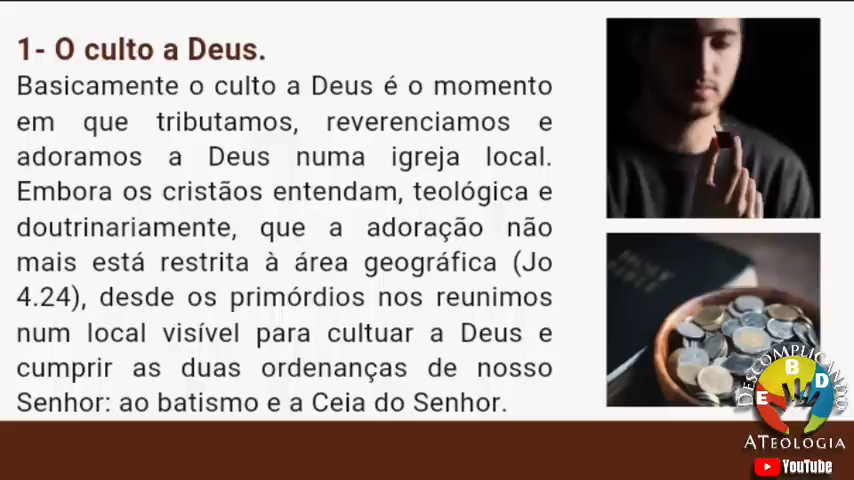 1- O culto a Deus.
Basicamente o culto a Deus é o momento
em que tributamos, reverenciamos e
adoramos a Deus numa igreja local.
Embora os cristãos entendam, teológica e
doutrinariamente, que a adoração não
mais está restrita à área geográfica (Jo
4.24), desde os primórdios nos reunimos
num local visível para cultuar a Deus e
cumprir as duas ordenanças de nosso
Senhor: ao batismo e a Ceia do Senhor.
HOLY
BIBLE
DESCOMPLICANDO
E B D
A TEOLOGIA
YouTube